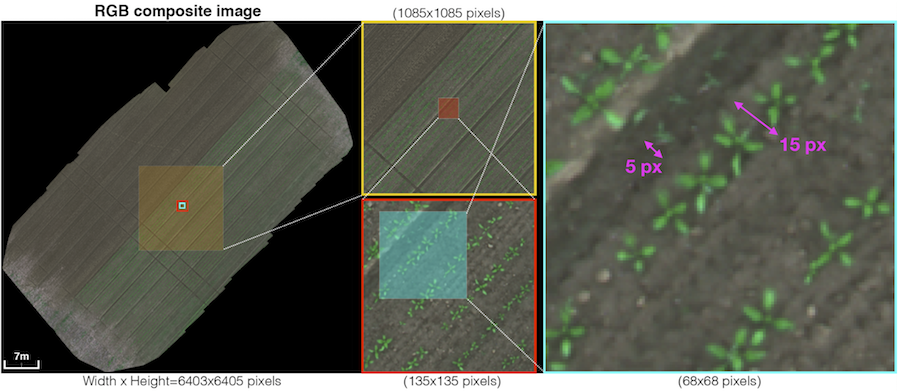 RGB composite image
(1085x1085 pixels)
15 px
5 px
7m
Width x Height=6403x6405 pixels
(135x135 pixels)
(68x68 pixels)